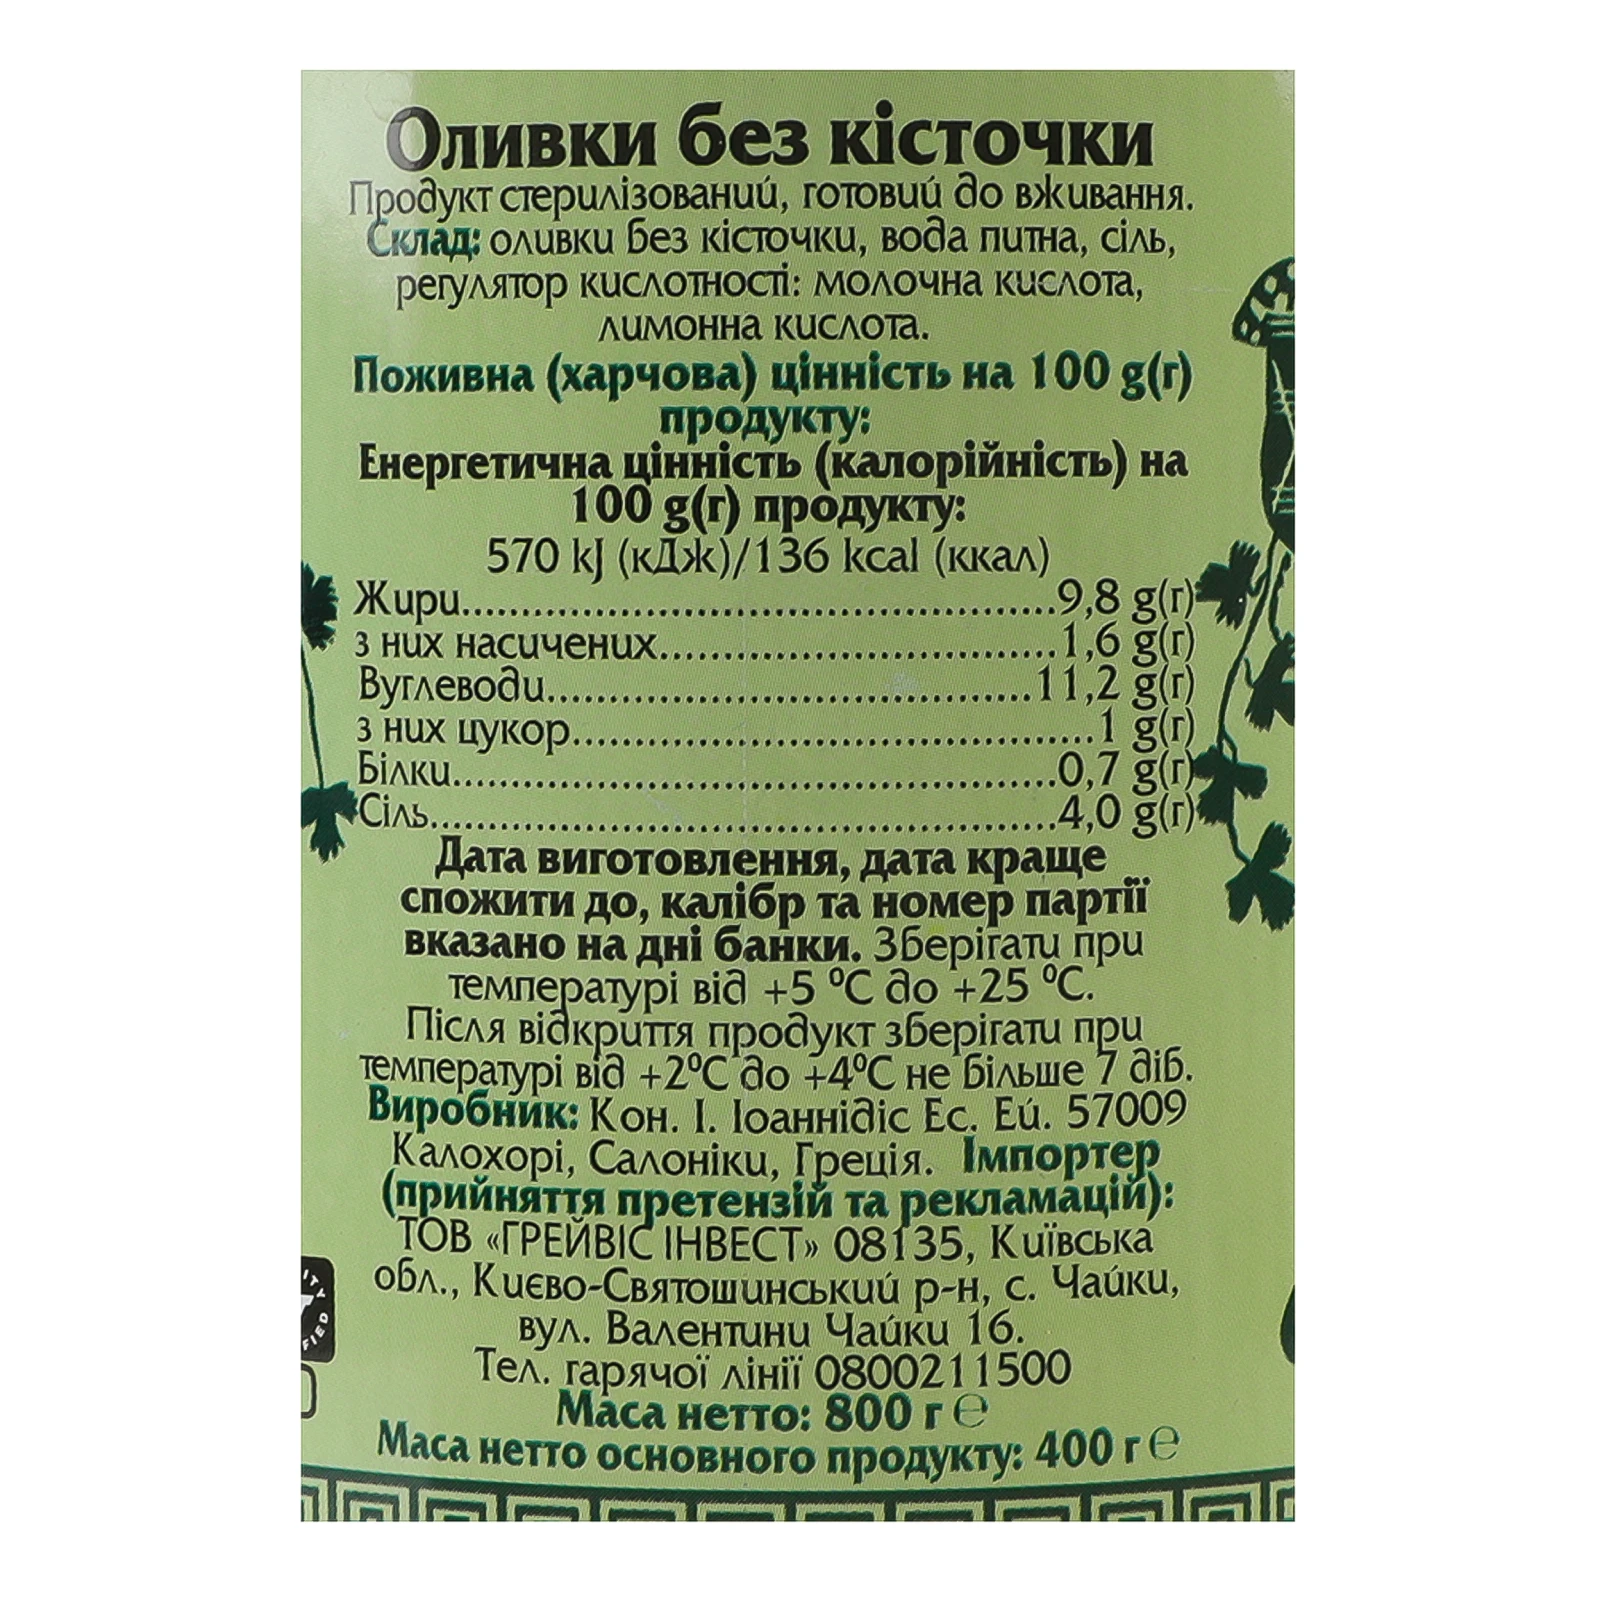 Оливки без кісточки
Продукт стерилізований, готовий до вживання.
Склад: оливки без кісточки, вода питна, сіль,
регулятор кислотності: молочна кислота,
лимонна кислота.
Поживна (харчова) цінність на 100 g(г)
продукту:
Енергетична цінність (калорійність) на
100 g(г) продукту:
570 kJ (кДж)/136 kcal (ккал)
Жири..................................................9,8 g(г)
з них насичених..................................1,6 g(г)
Вуглеводи.........................................11,2 g(г)
з них цукор............................................1 g(г)
Білки...................................................0,7 g(г)
Сіль.....................................................4,0 g(г)
Дата виготовлення, дата краще
спожити до, калібр та номер партії
вказано на дні банки. Зберігати при
температурі від +5 ⁰С до +25 ⁰С.
Після відкриття продукт зберігати при
температурі від +2⁰С до +4⁰С не більше 7 діб.
Виробник: Кон. І. Іоаннідіс Ес. Ей. 57009
Калохорі, Салоніки, Греція. Імпортер
(прийняття претензій та рекламацій):
ТОВ «ГРЕЙВІС ІНВЕСТ» 08135, Київська
обл., Києво-Святошинський р-н, с. Чайки,
вул. Валентини Чайки 16.
Тел. гарячої лінії 0800211500
Маса нетто: 800 г ℮
Маса нетто основного продукту: 400 г ℮